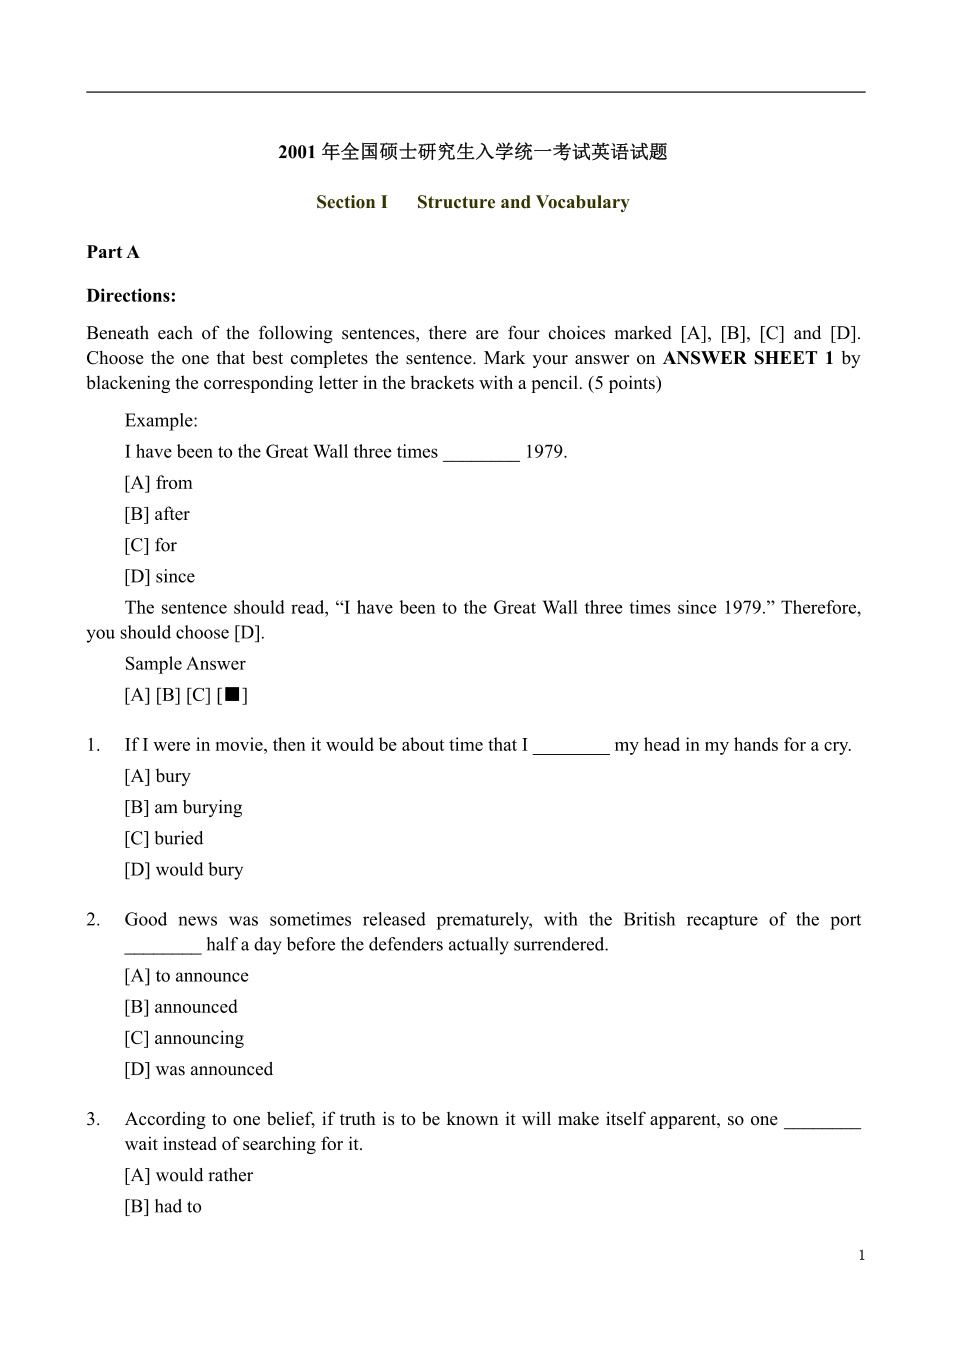 2001 年全国硕士研究生入学统一考试英语试题
Section I Structure and Vocabulary
Part A
Directions:
Beneath each of the following sentences, there are four choices marked [A], [B], [C] and [D].
Choose the one that best completes the sentence. Mark your answer on ANSWER SHEET 1 by
blackening the corresponding letter in the brackets with a pencil. (5 points)
Example:
I have been to the Great Wall three times ________ 1979.
[A] from
[B] after
[C] for
[D] since
The sentence should read, “I have been to the Great Wall three times since 1979.” Therefore,
you should choose [D].
Sample Answer
[A] [B] [C] [■]
1. If I were in movie, then it would be about time that I ________ my head in my hands for a cry.
[A] bury
[B] am burying
[C] buried
[D] would bury
2. Good news was sometimes released prematurely, with the British recapture of the port
________ half a day before the defenders actually surrendered.
[A] to announce
[B] announced
[C] announcing
[D] was announced
3. According to one belief, if truth is to be known it will make itself apparent, so one ________
wait instead of searching for it.
[A] would rather
[B] had to
1